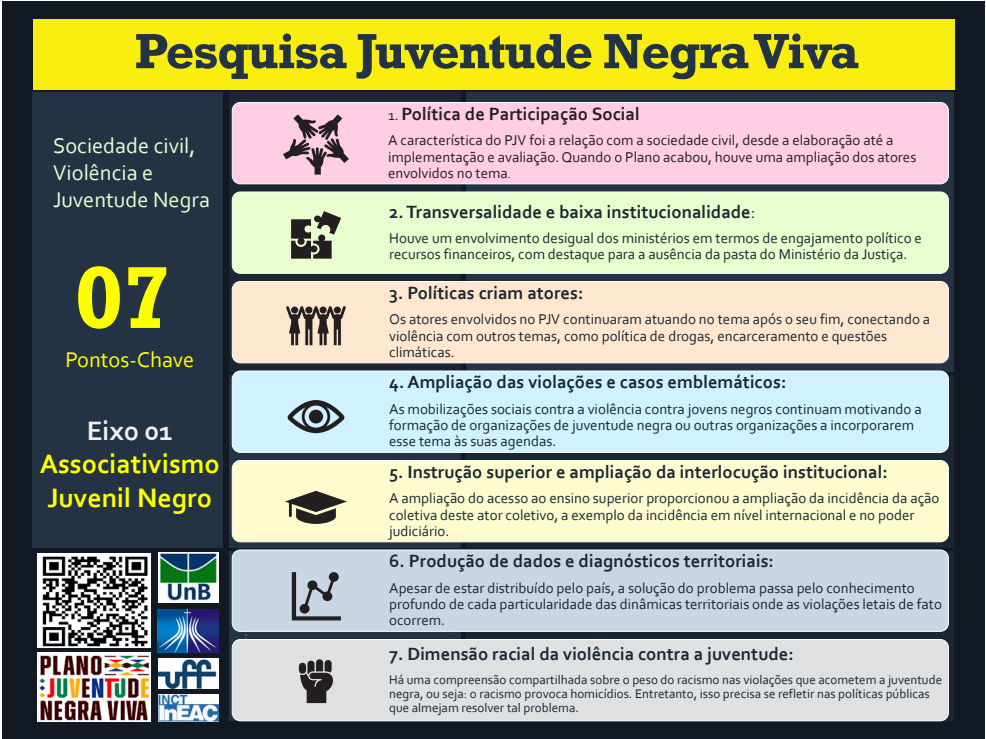 Pesquisa Juventude Negra Viva
Sociedade civil,
Violência e
Juventude Negra
07
Pontos-Chave
Eixo 01
Associativismo
Juvenil Negro
UnB
PLANO
JUVENTUDE
NEGRA VIVA
uff
INCT
InEAC
1. Política de Participação Social
A característica do PJV foi a relação com a sociedade civil, desde a elaboração até a
implementação e avaliação. Quando o Plano acabou, houve uma ampliação dos atores
envolvidos no tema.
2. Transversalidade e baixa institucionalidade:
Houve um envolvimento desigual dos ministérios em termos de engajamento político e
recursos financeiros, com destaque para a ausência da pasta do Ministério da Justiça.
3. Políticas criam atores:
Os atores envolvidos no PJV continuaram atuando no tema após o seu fim, conectando a
violência com outros temas, como política de drogas, encarceramento e questões
climáticas.
4. Ampliação das violações e casos emblemáticos:
As mobilizações sociais contra a violência contra jovens negros continuam motivando a
formação de organizações de juventude negra ou outras organizações a incorporarem
esse tema às suas agendas.
5. Instrução superior e ampliação da interlocução institucional:
A ampliação do acesso ao ensino superior proporcionou a ampliação da incidência da ação
coletiva deste ator coletivo, a exemplo da incidência em nível internacional e no poder
judiciário.
6. Produção de dados e diagnósticos territoriais:
Apesar de estar distribuído pelo país, a solução do problema passa pelo conhecimento
profundo de cada particularidade das dinâmicas territoriais onde as violações letais de fato
ocorrem.
7. Dimensão racial da violência contra a juventude:
Há uma compreensão compartilhada sobre o peso do racismo nas violações que acometem a juventude
negra, ou seja: o racismo provoca homicídios. Entretanto, isso precisa se refletir nas políticas públicas
que almejam resolver tal problema.